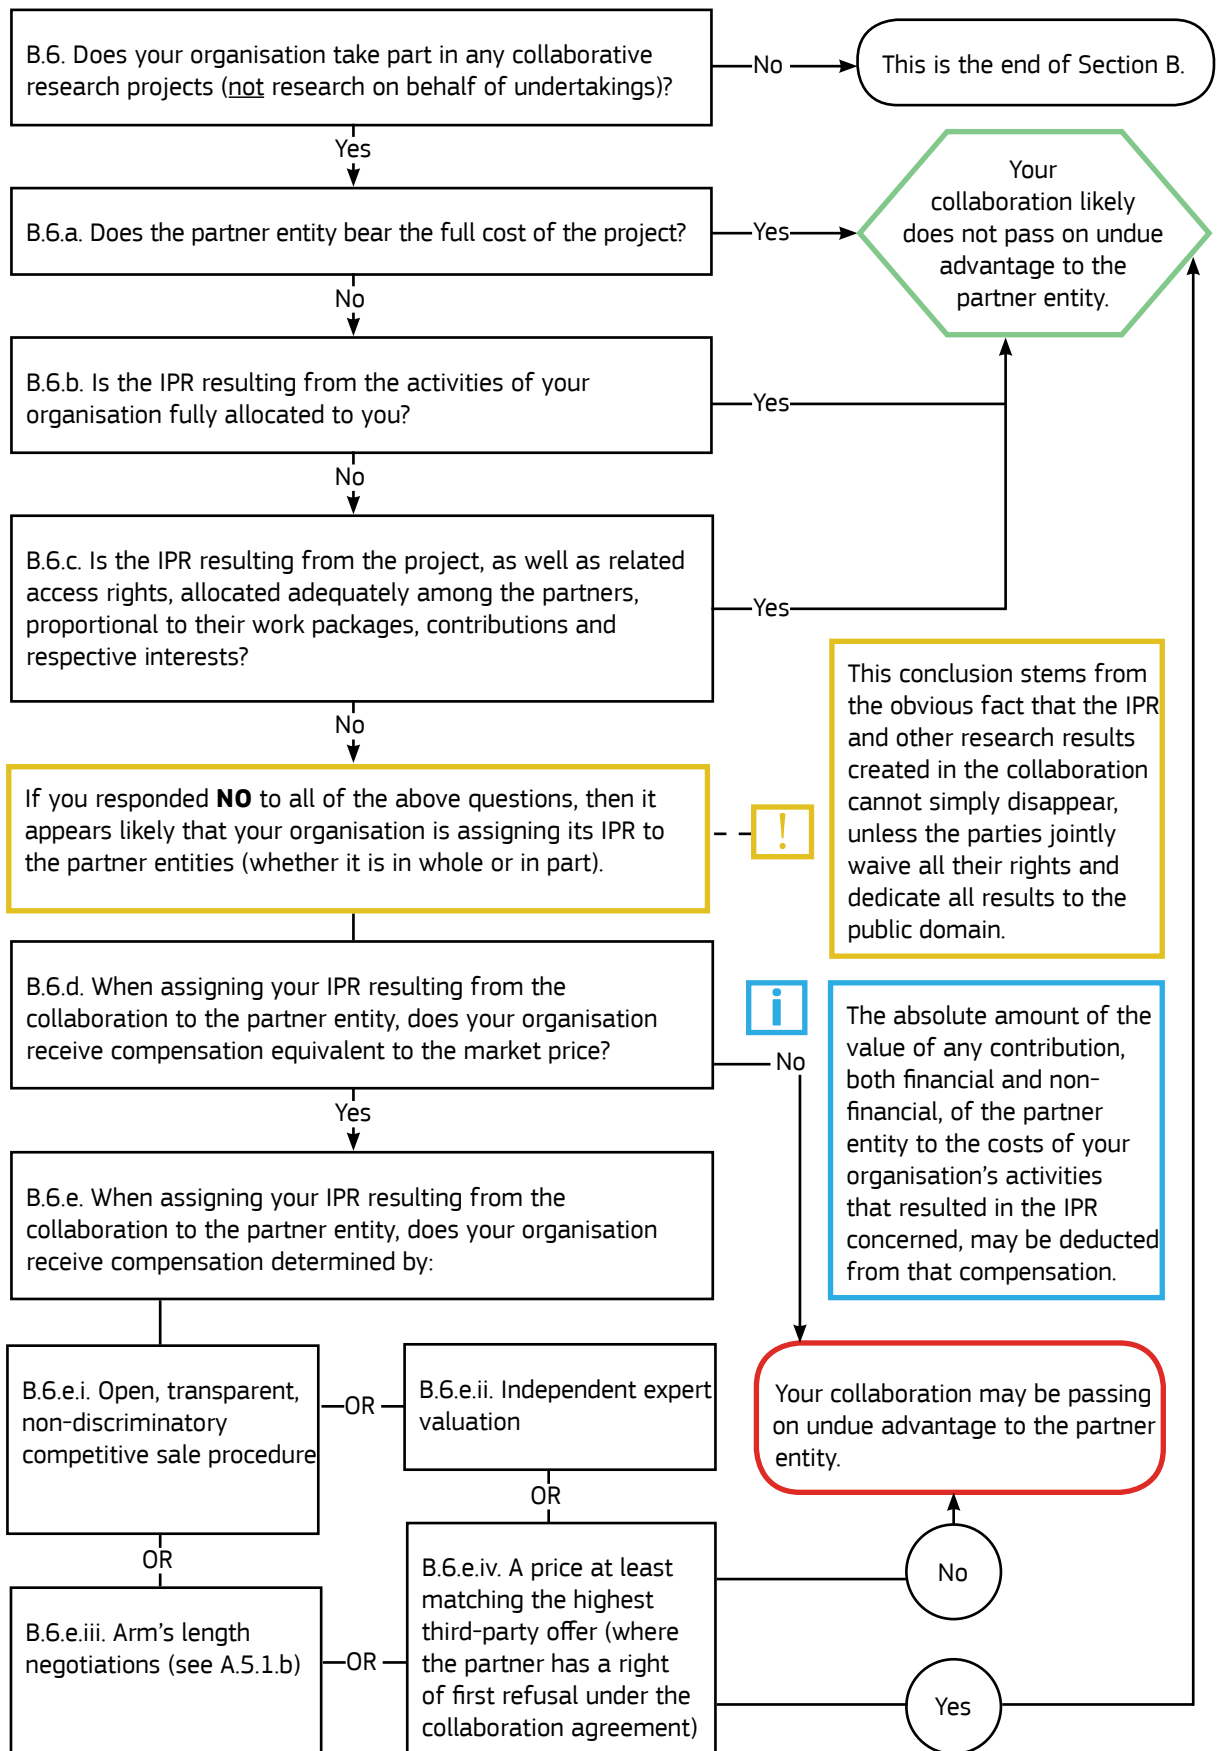 B.6. Does your organisation take part in any collaborative
research projects (not research on behalf of undertakings)?
No
This is the end of Section B.
Yes
B.6.a. Does the partner entity bear the full cost of the project?
Yes
Your
collaboration likely
does not pass on undue
advantage to the
partner entity.
No
B.6.b. Is the IPR resulting from the activities of your
organisation fully allocated to you?
Yes
No
B.6.c. Is the IPR resulting from the project, as well as related
access rights, allocated adequately among the partners,
proportional to their work packages, contributions and
respective interests?
Yes
No
If you responded NO to all of the above questions, then it
appears likely that your organisation is assigning its IPR to
the partner entities (whether it is in whole or in part).
!
This conclusion stems from
the obvious fact that the IPR
and other research results
created in the collaboration
cannot simply disappear,
unless the parties jointly
waive all their rights and
dedicate all results to the
public domain.
B.6.d. When assigning your IPR resulting from the
collaboration to the partner entity, does your organisation
receive compensation equivalent to the market price?
i
The absolute amount of the
value of any contribution,
both financial and non-
financial, of the partner
entity to the costs of your
organisation's activities
that resulted in the IPR
concerned, may be deducted
from that compensation.
No
Yes
B.6.e. When assigning your IPR resulting from the
collaboration to the partner entity, does your organisation
receive compensation determined by:
B.6.e.i. Open, transparent,
non-discriminatory
competitive sale procedure
OR
B.6.e.ii. Independent expert
valuation
Your collaboration may be passing
on undue advantage to the partner
entity.
OR
OR
B.6.e.iii. Arm's length
negotiations (see A.5.1.b)
OR
B.6.e.iv. A price at least
matching the highest
third-party offer (where
the partner has a right
of first refusal under the
collaboration agreement)
No
Yes